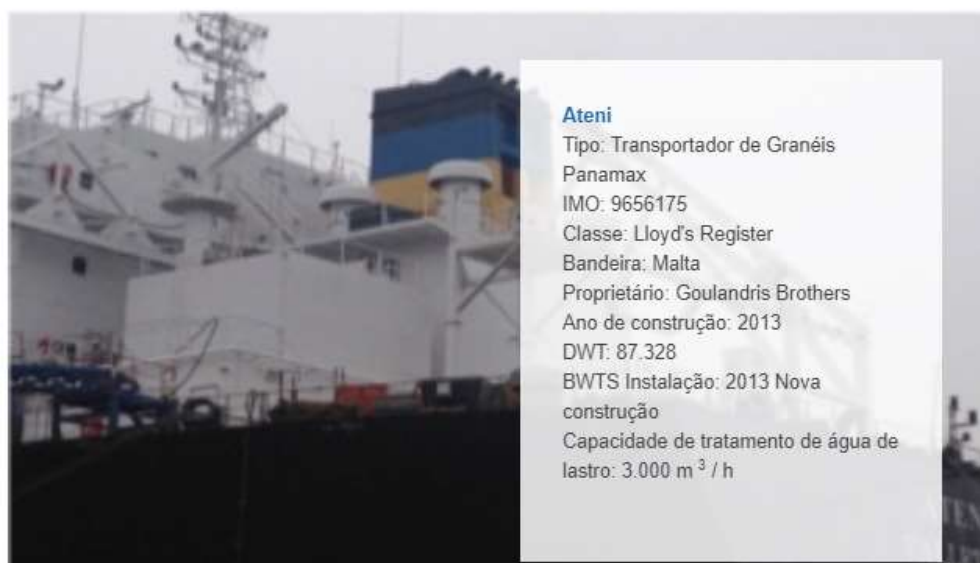 Ateni
Tipo: Transportador de Granéis
Panamax
IMO: 9656175
Classe: Lloyd's Register
Bandeira: Malta
Proprietário: Goulandris Brothers
Ano de construção: 2013
DWT: 87.328
BWTS Instalação: 2013 Nova
construção
Capacidade de tratamento de água de
lastro: 3.000 m ³ / h